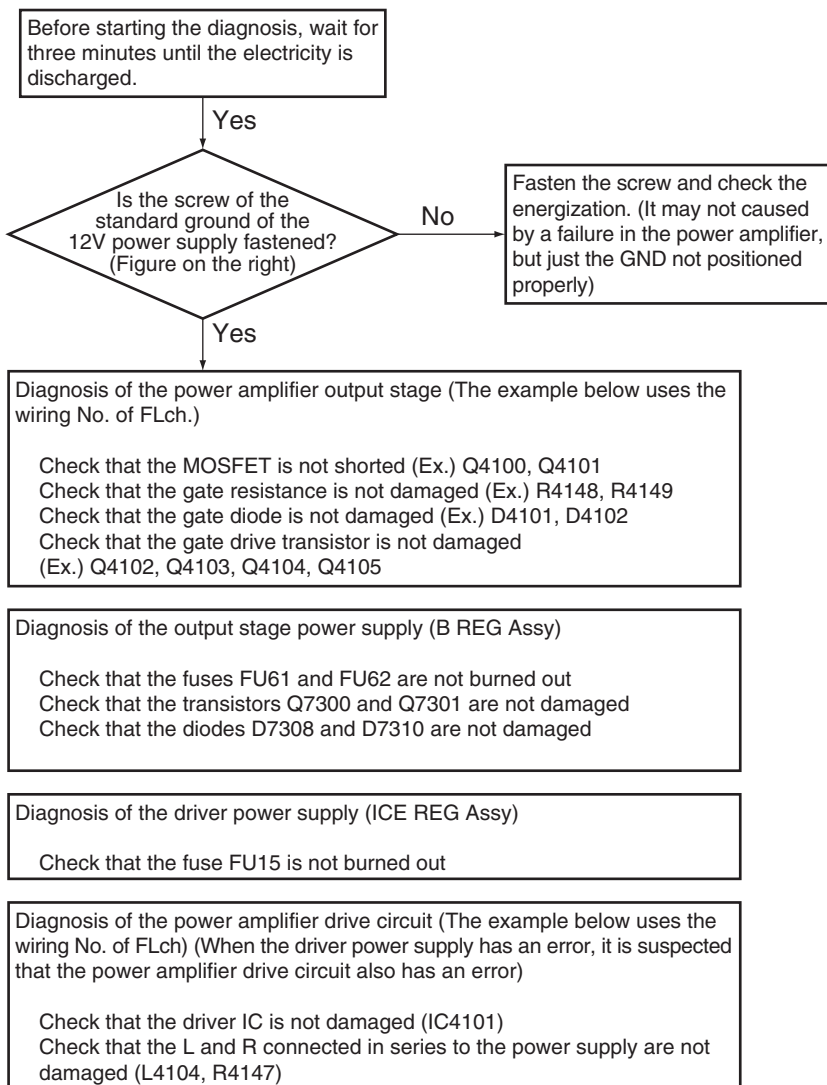 Before starting the diagnosis, wait for
three minutes until the electricity is
discharged.
Yes
Is the screw of the
standard ground of the
12V power supply fastened?
(Figure on the right)
No
Fasten the screw and check the
energization. (It may not caused
by a failure in the power amplifier,
but just the GND not positioned
properly)
Yes
Diagnosis of the power amplifier output stage (The example below uses the
wiring No. of FLch.)
Check that the MOSFET is not shorted (Ex.) Q4100, Q4101
Check that the gate resistance is not damaged (Ex.) R4148, R4149
Check that the gate diode is not damaged (Ex.) D4101, D4102
Check that the gate drive transistor is not damaged
(Ex.) Q4102, Q4103, Q4104, Q4105
Diagnosis of the output stage power supply (B REG Assy)
Check that the fuses FU61 and FU62 are not burned out
Check that the transistors Q7300 and Q7301 are not damaged
Check that the diodes D7308 and D7310 are not damaged
Diagnosis of the driver power supply (ICE REG Assy)
Check that the fuse FU15 is not burned out
Diagnosis of the power amplifier drive circuit (The example below uses the
wiring No. of FLch) (When the driver power supply has an error, it is suspected
that the power amplifier drive circuit also has an error)
Check that the driver IC is not damaged (IC4101)
Check that the L and R connected in series to the power supply are not
damaged (L4104, R4147)